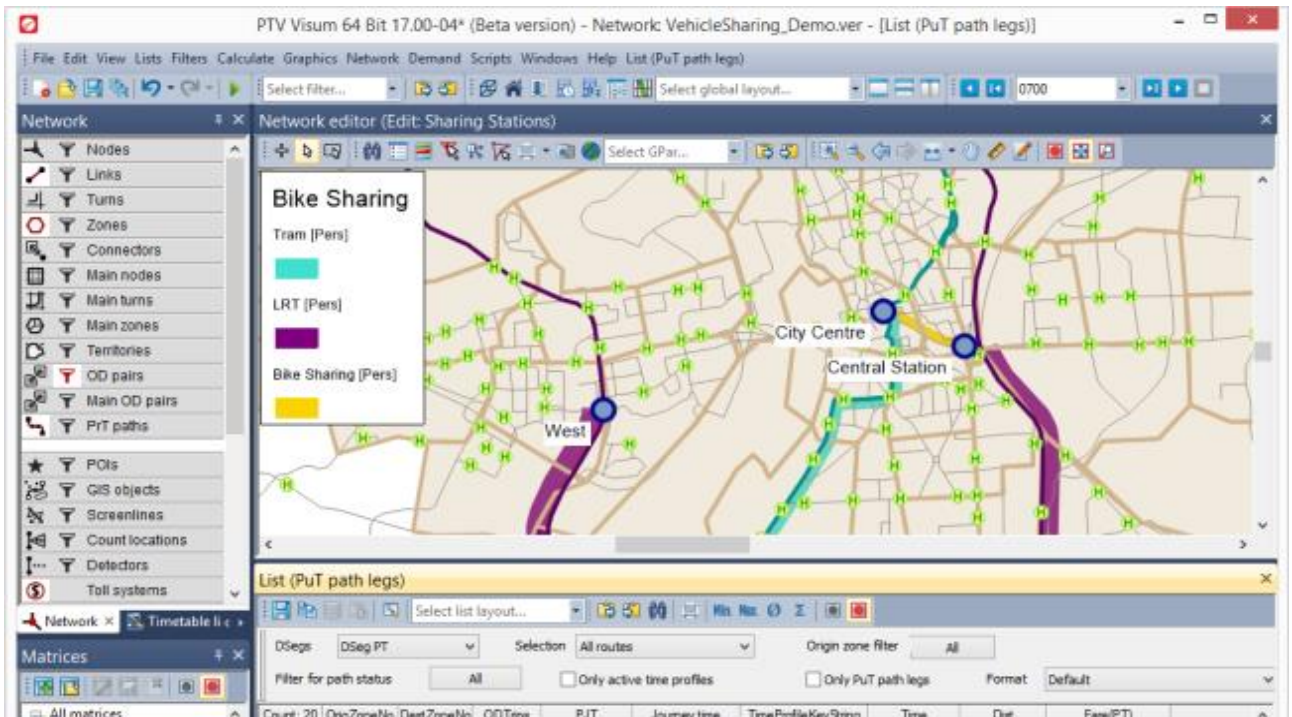 PTV Visum 64 Bit 17.00-04* (Beta version) - Network: VehicleSharing_Demo.ver - [List (PuT path legs)]
File Edit View Lists Filters Calculate Graphics Network Demand Scripts Windows Help List (PuT path legs)
Select filter... Select global layout... 0700
Network
Network editor (Edit: Sharing Stations)
Select GPar...
Nodes
Links
Turns
Zones
Connectors
Main nodes
Main turns
Main zones
Territories
OD pairs
Main OD pairs
PrT paths
POIs
GIS objects
Screenlines
Count locations
Detectors
Toll systems
Network Timetable li
Matrices
All matrices
Bike Sharing
Tram [Pers]
LRT [Pers]
Bike Sharing [Pers]
City Centre
Central Station
West
List (PuT path legs)
Select list layout... Min Max Ø Σ
DSegs DSeg PT Selection All routes Origin zone filter All
Filter for path status All Only active time profiles Only PuT path legs Format Default
Count: 20 OrigZoneNo DestZoneNo ODTrips PJT Journey time TimeProfileKeyString Time Dist Fare(PT)